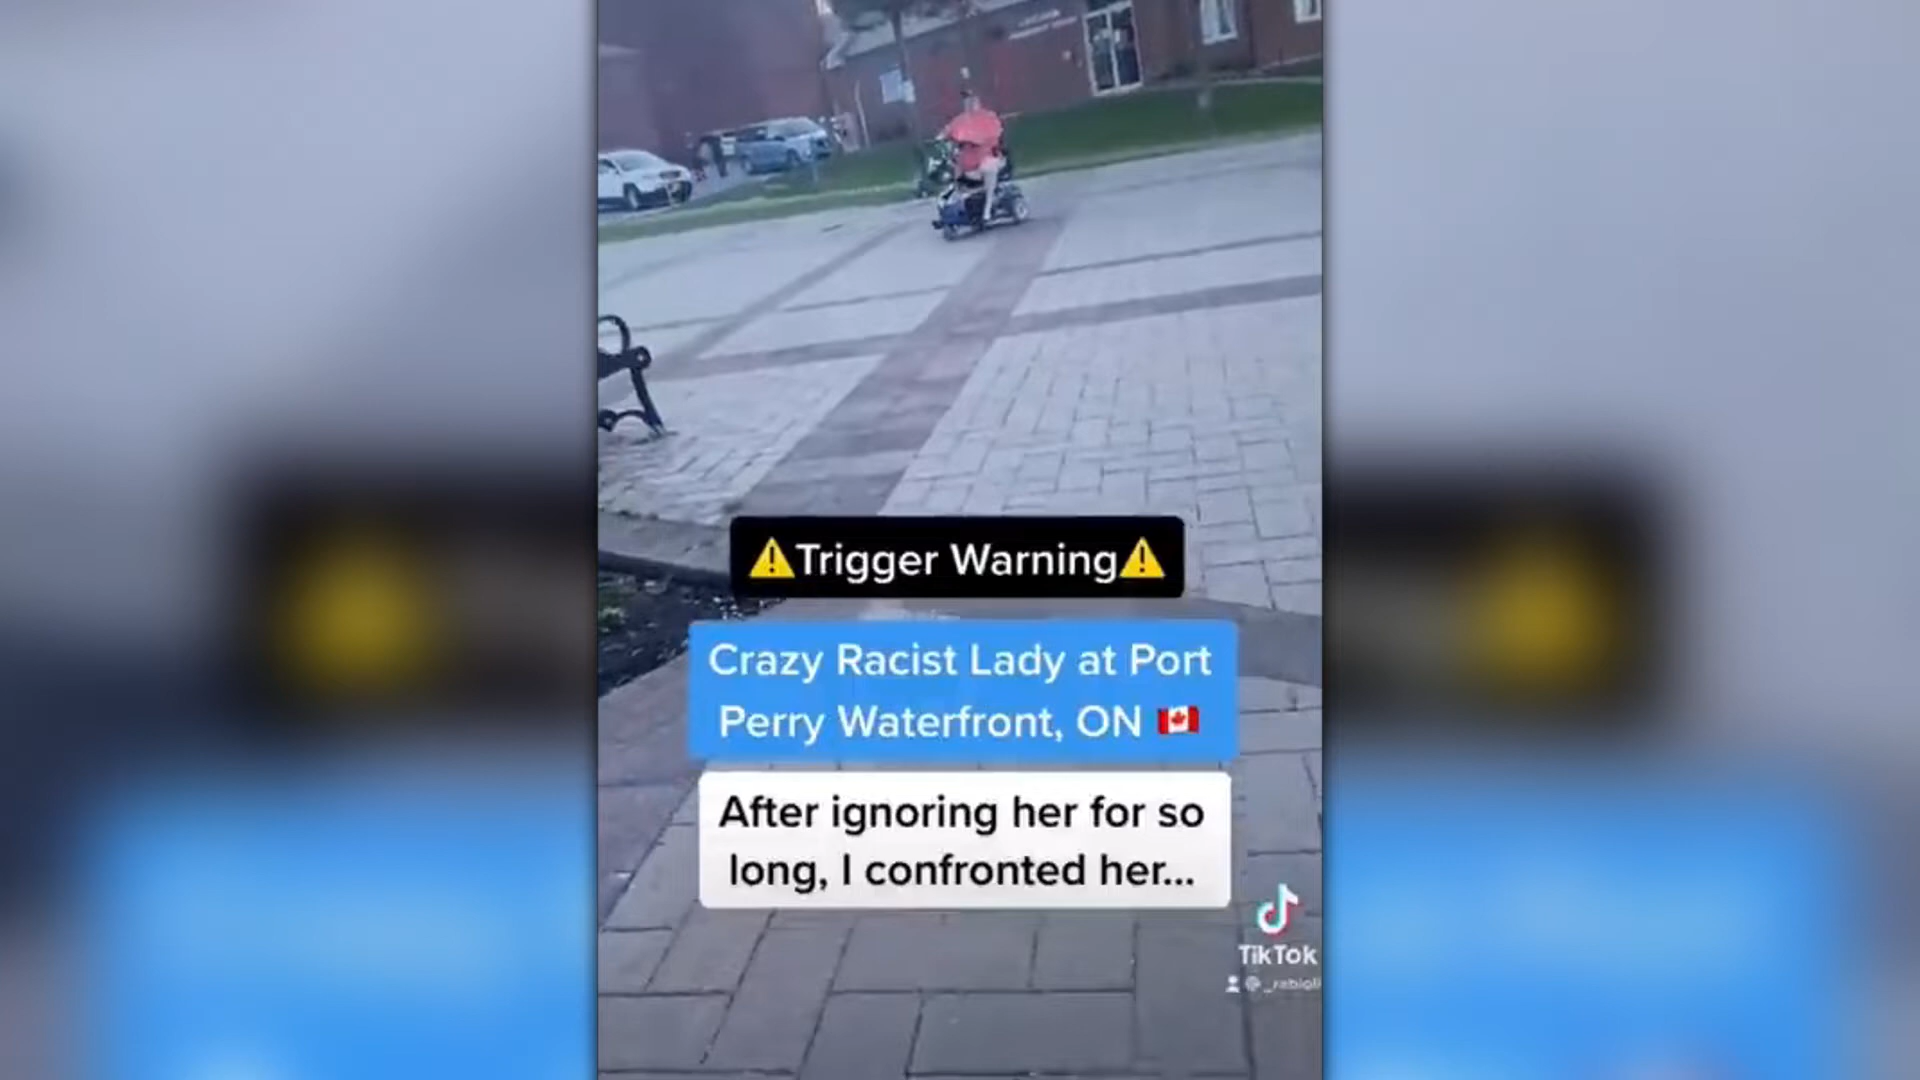 ⚠️Trigger Warning⚠️
Crazy Racist Lady at Port
Perry Waterfront, ON 🇨🇦
After ignoring her for so
long, I confronted her...
TikTok